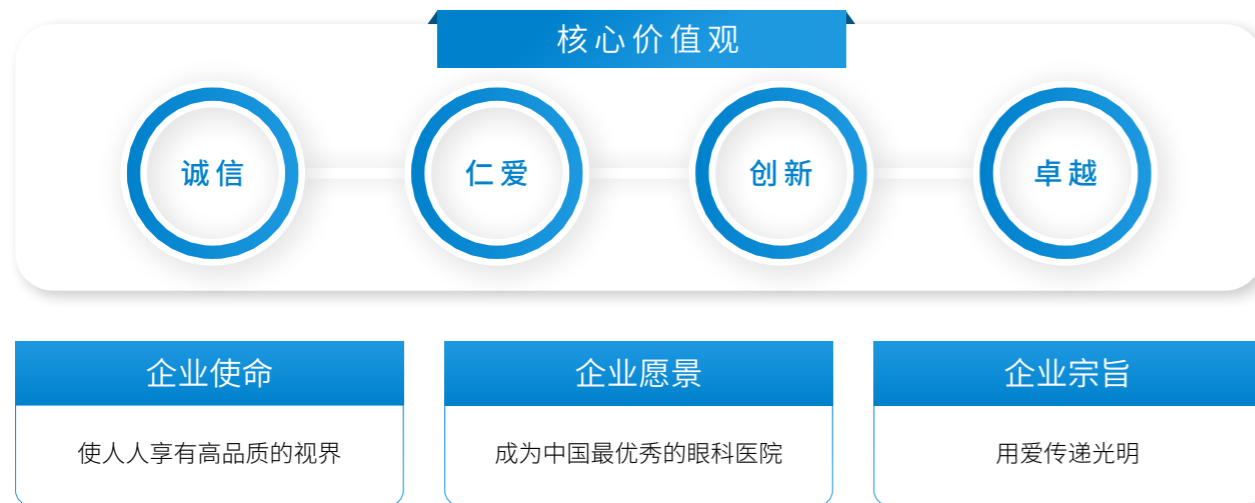 核心价值观
诚信
仁爱
创新
卓越
企业使命
使人人享有高品质的视界
企业愿景
成为中国最优秀的眼科医院
企业宗旨
用爱传递光明